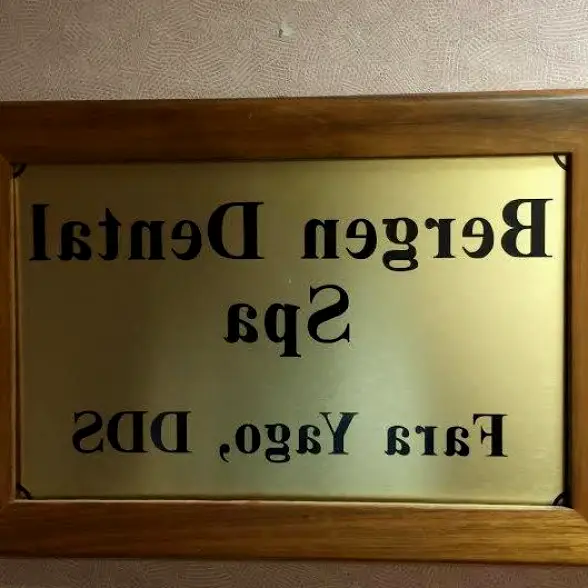 Bergen Dental
Spa
Fara Yago, DDS